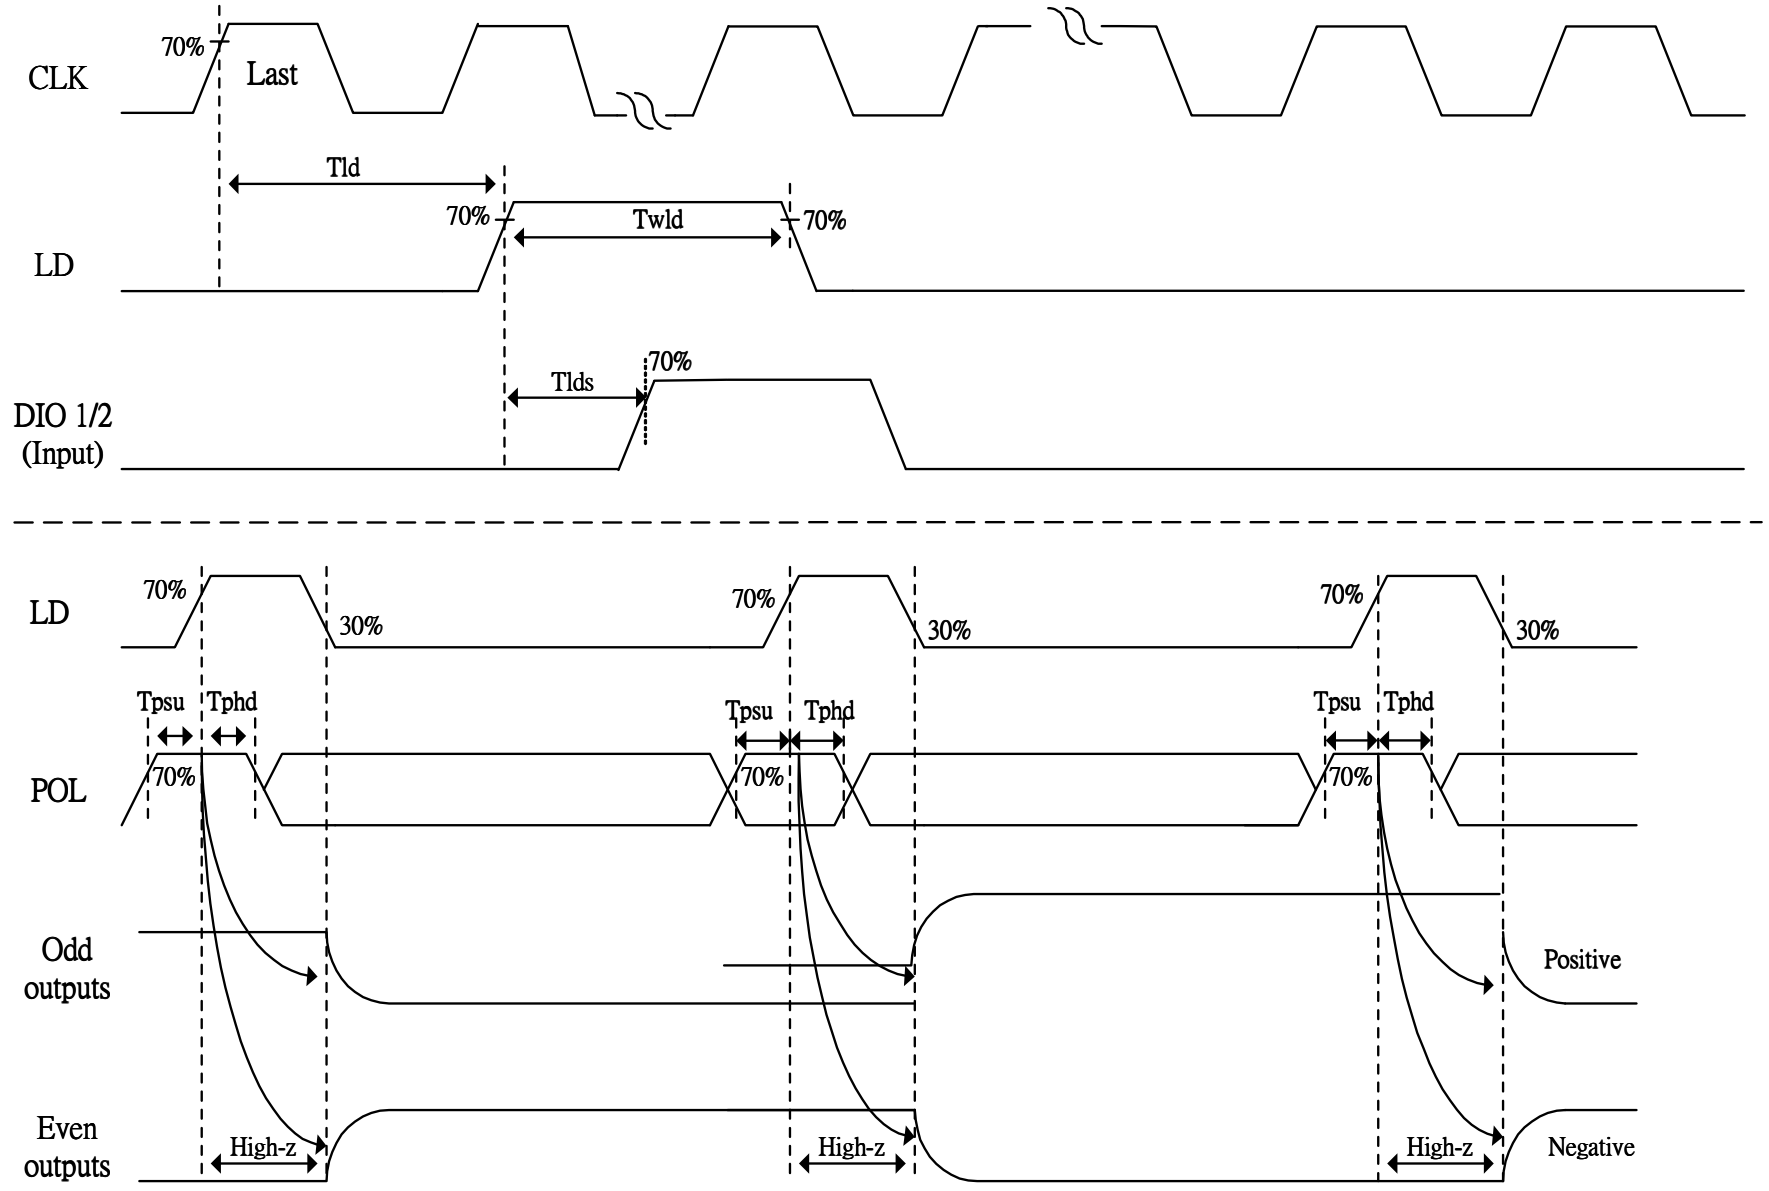 70%
CLK
Last
Tld
70%
Twld
70%
LD
70%
Tlds
DIO 1/2
(Input)
70%
70%
70%
LD
30%
30%
30%
Tpsu
Tphd
Tpsu
Tphd
Tpsu
Tphd
POL
70%
70%
70%
Odd
outputs
Positive
Even
outputs
High-z
High-z
High-z
Negative